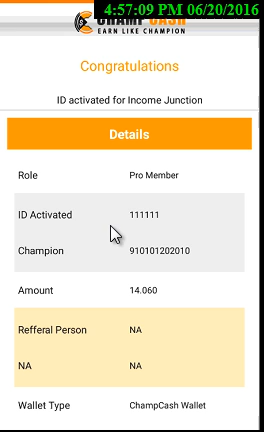 4:57:09 PM 06/20/2016
CHAMP CASH
EARN LIKE CHAMPION
Congratulations
ID activated for Income Junction
Details
Role Pro Member
ID Activated 111111
Champion 910101202010
Amount 14.060
Refferal Person NA
NA NA
Wallet Type ChampCash Wallet